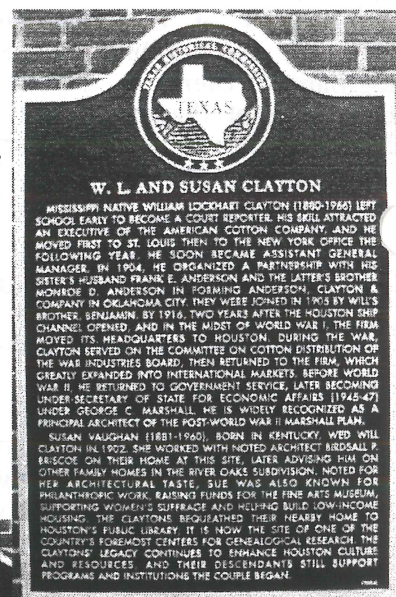 TEXAS HISTORICAL COMMISSION
TEXAS
W. L. AND SUSAN CLAYTON
MISSISSIPPI NATIVE WILLIAM LOCKHART CLAYTON (1880-1966) LEFT
SCHOOL EARLY TO BECOME A COURT REPORTER. HIS SKILL ATTRACTED
AN EXECUTIVE OF THE AMERICAN COTTON COMPANY, AND HE
MOVED FIRST TO ST. LOUIS THEN TO THE NEW YORK OFFICE THE
FOLLOWING YEAR. HE SOON BECAME ASSISTANT GENERAL
MANAGER. IN 1904, HE ORGANIZED A PARTNERSHIP WITH HIS
SISTER'S HUSBAND FRANK E. ANDERSON AND THE LATTER'S BROTHER
MONROE D. ANDERSON IN FORMING ANDERSON, CLAYTON &
COMPANY IN OKLAHOMA CITY. THEY WERE JOINED IN 1905 BY WILL'S
BROTHER, BENJAMIN. BY 1916, TWO YEARS AFTER THE HOUSTON SHIP
CHANNEL OPENED, AND IN THE MIDST OF WORLD WAR I, THE FIRM
MOVED ITS HEADQUARTERS TO HOUSTON. DURING THE WAR,
CLAYTON SERVED ON THE COMMITTEE ON COTTON DISTRIBUTION OF
THE WAR INDUSTRIES BOARD, THEN RETURNED TO THE FIRM, WHICH
GREATLY EXPANDED INTO INTERNATIONAL MARKETS. BEFORE WORLD
WAR II, HE RETURNED TO GOVERNMENT SERVICE, LATER BECOMING
UNDER-SECRETARY OF STATE FOR ECONOMIC AFFAIRS (1945-47)
UNDER GEORGE C. MARSHALL. HE IS WIDELY RECOGNIZED AS A
PRINCIPAL ARCHITECT OF THE POST-WORLD WAR II MARSHALL PLAN.
SUSAN VAUGHAN (1881-1960), BORN IN KENTUCKY, WED WILL
CLAYTON IN 1902. SHE WORKED WITH NOTED ARCHITECT BIRDSALL P.
BRISCOE ON THEIR HOME AT THIS SITE, LATER ADVISING HIM ON
OTHER FAMILY HOMES IN THE RIVER OAKS SUBDIVISION. NOTED FOR
HER ARCHITECTURAL TASTE, SUE WAS ALSO KNOWN FOR
PHILANTHROPIC WORK, RAISING FUNDS FOR THE FINE ARTS MUSEUM,
SUPPORTING WOMEN'S SUFFRAGE AND HELPING BUILD LOW-INCOME
HOUSING. THE CLAYTONS BEQUEATHED THEIR NEARBY HOME TO
HOUSTON'S PUBLIC LIBRARY. IT IS NOW THE SITE OF ONE OF THE
COUNTRY'S FOREMOST CENTERS FOR GENEALOGICAL RESEARCH. THE
CLAYTONS' LEGACY CONTINUES TO ENHANCE HOUSTON CULTURE
AND RESOURCES, AND THEIR DESCENDANTS STILL SUPPORT
PROGRAMS AND INSTITUTIONS THE COUPLE BEGAN.